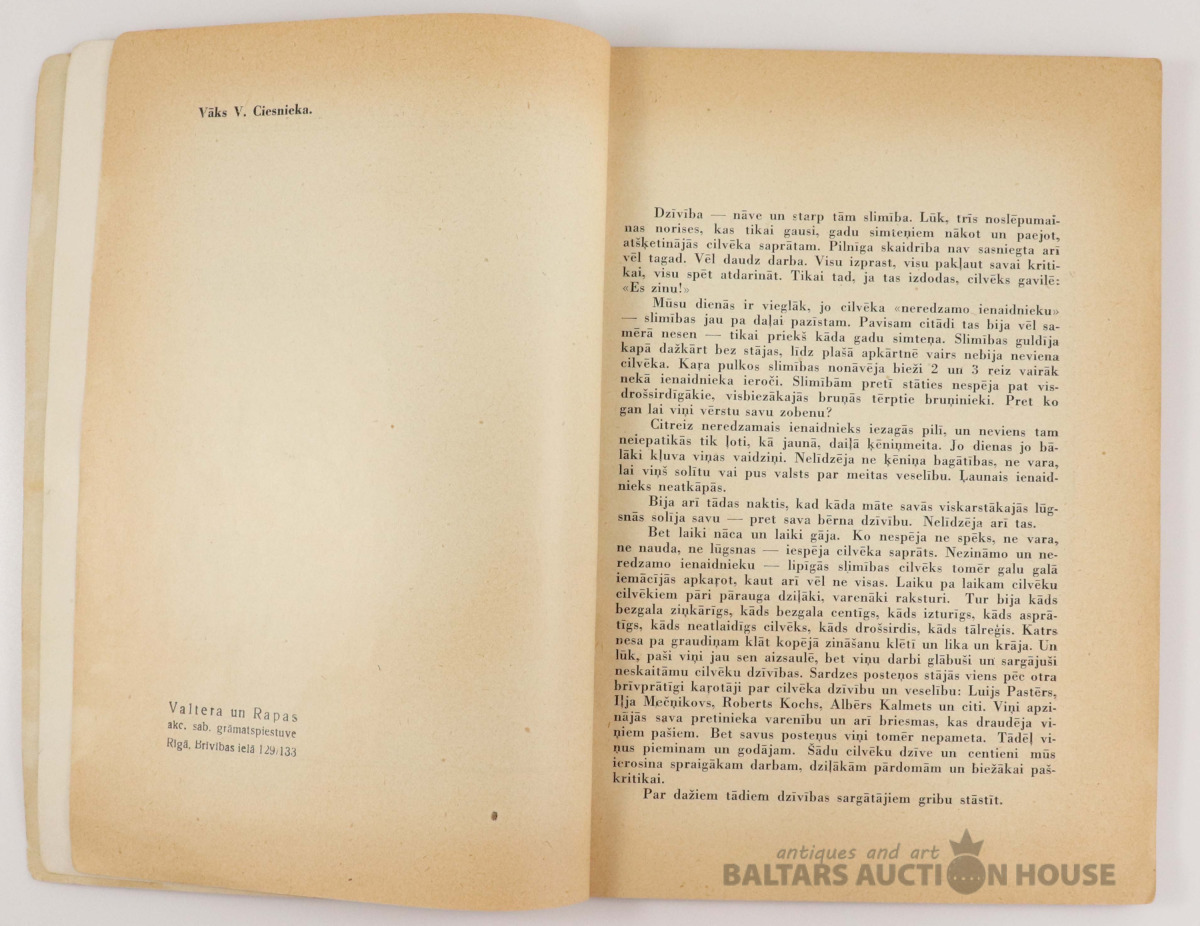 Vāks V. Ciesnieka.
Valtera un Rapas
akc. sab. grāmatspiestuve
Rīgā, Brīvības ielā 129/133
Dzīvība — nāve un starp tām slimība. Lūk, trīs noslēpumai-
nas norises, kas tikai gausi, gadu simteņiem nākot un paejot,
atšķetinājās cilvēka saprātam. Pilnīga skaidrība nav sasniegta arī
vēl tagad. Vēl daudz darba. Visu izprast, visu pakļaut savai kriti-
kai, visu spēt atdarināt. Tikai tad, ja tas izdodas, cilvēks gavilē:
«Es zinu!»
Mūsu dienās ir vieglāk, jo cilvēka «neredzamo ienaidnieku»
— slimības jau pa daļai pazīstam. Pavisam citādi tas bija vēl sa-
mērā nesen — tikai priekš kāda gadu simteņa. Slimības guldīja
kapā dažkārt bez stājas, līdz plašā apkārtnē vairs nebija neviena
cilvēka. Kaŗa pulkos slimības nonāvēja bieži 2 un 3 reiz vairāk
nekā ienaidnieka ieroči. Slimībām pretī stāties nespēja pat vis-
drošsirdīgākie, visbiezākajās bruņās tērptie bruņinieki. Pret ko
gan lai viņi vērstu savu zobenu?
Citreiz neredzamais ienaidnieks iezagās pilī, un neviens tam
neiepatikās tik ļoti, kā jaunā, daiļā ķēniņmeita. Jo dienas jo bā-
lāki kļuva viņas vaidziņi. Nelīdzēja ne ķēniņa bagātības, ne vara,
lai viņš solītu vai pus valsts par meitas veselību. Ļaunais ienaid-
nieks neatkāpās.
Bija arī tādas naktis, kad kāda māte savās viskarstākajās lūg-
snās solīja savu — pret sava bērna dzīvību. Nelīdzēja arī tas.
Bet laiki nāca un laiki gāja. Ko nespēja ne spēks, ne vara,
ne nauda, ne lūgsnas — iespēja cilvēka saprāts. Nezināmo un ne-
redzamo ienaidnieku — lipīgās slimības cilvēks tomēr galu galā
iemācījās apkaŗot, kaut arī vēl ne visas. Laiku pa laikam cilvēku
cilvēkiem pāri pārauga dziļāki, varenāki raksturi. Tur bija kāds
bezgala ziņkārīgs, kāds bezgala centīgs, kāds izturīgs, kāds asprā-
tīgs, kāds neatlaidīgs cilvēks, kāds drošsirdis, kāds tālreģis. Katrs
nesa pa graudiņam klāt kopējā zināšanu klētī un lika un krāja. Un
lūk, paši viņi jau sen aizsaulē, bet viņu darbi glābuši un sargājuši
neskaitāmu cilvēku dzīvības. Sardzes posteņos stājās viens pēc otra
brīvprātīgi kaŗotāji par cilvēka dzīvību un veselību: Luijs Pastērs,
Iļja Mečņikovs, Roberts Kochs, Albērs Kalmets un citi. Viņi apzi-
nājās sava pretinieka varenību un arī briesmas, kas draudēja vi-
ņiem pašiem. Bet savus posteņus viņi tomēr nepameta. Tādēļ vi-
ņus pieminam un godājam. Šādu cilvēku dzīve un centieni mūs
ierosina spraigākam darbam, dziļākām pārdomām un biežākai paš-
kritikai.
Par dažiem tādiem dzīvības sargātājiem gribu stāstīt.
antiques and art
BALTARS AUCTION HOUSE